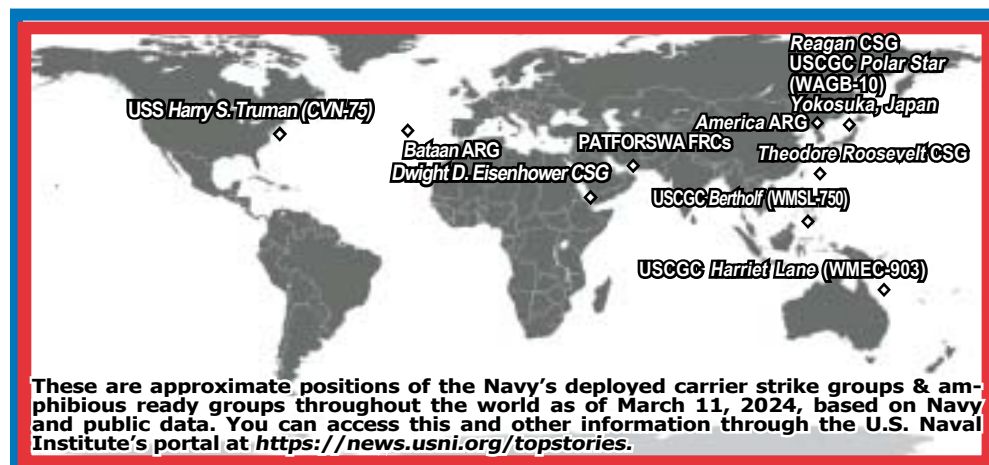 Reagan CSG
USCGC Polar Star
(WAGB-10)
Yokosuka, Japan
USS Harry S. Truman (CVN-75)
America ARG
Bataan ARG
PATFORSWA FRCs
Theodore Roosevelt CSG
Dwight D. Eisenhower CSG
USCGC Bertholf (WMSL-750)
USCGC Harriet Lane (WMEC-903)
These are approximate positions of the Navy's deployed carrier strike groups & am-
phibious ready groups throughout the world as of March 11, 2024, based on Navy
and public data. You can access this and other information through the U.S. Naval
Institute's portal at https://news.usni.org/topstories.